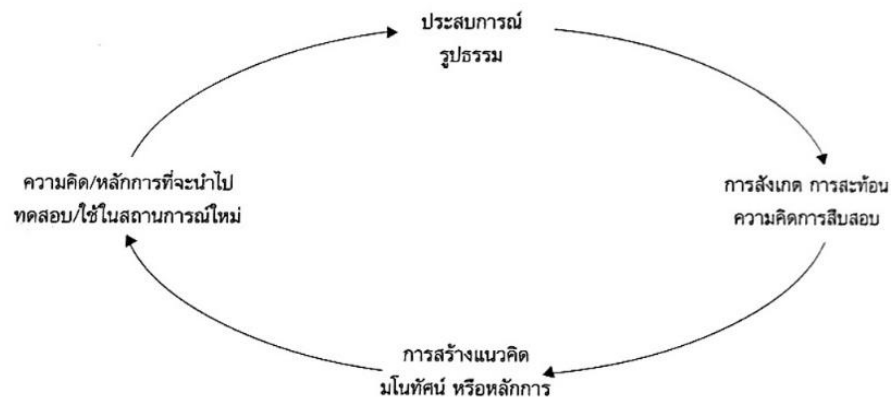 ประสบการณ์
รูปธรรม
ความคิด/หลักการที่จะนำไป
ทดสอบ/ใช้ในสถานการณ์ใหม่
การสังเกต การสะท้อน
ความคิดการสืบสอบ
การสร้างแนวคิด
มโนทัศน์ หรือหลักการ